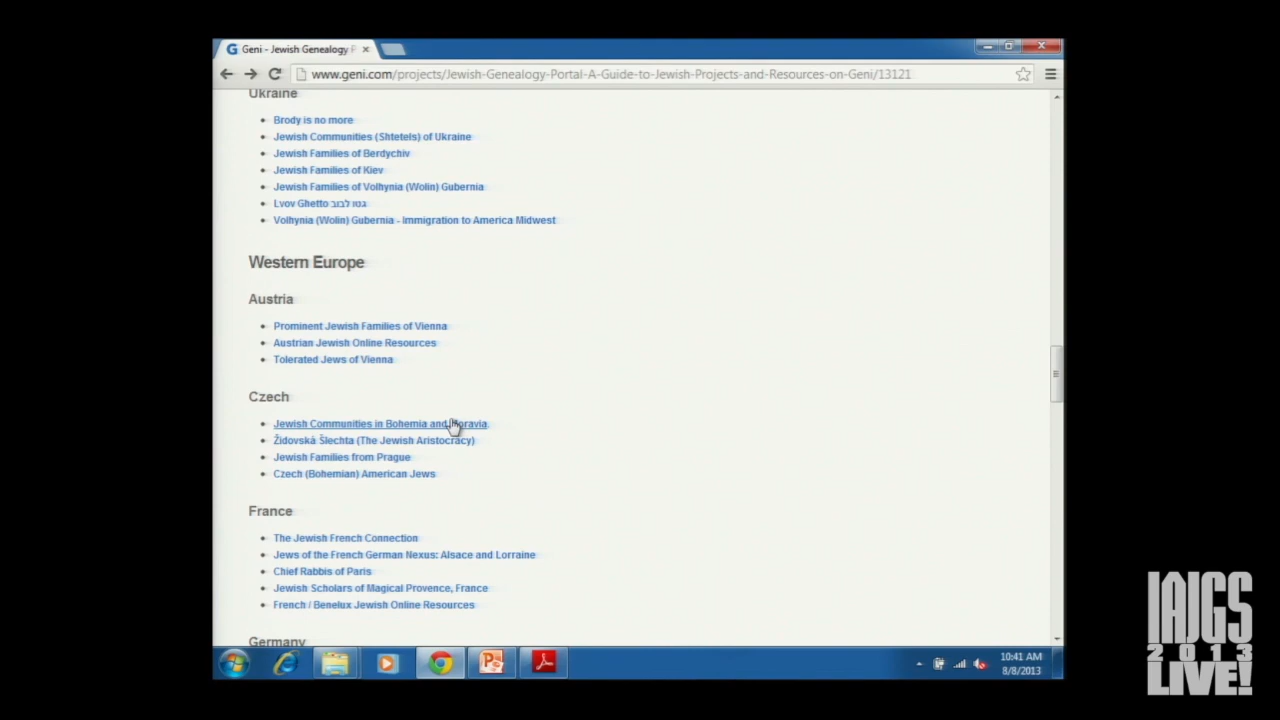 Geni - Jewish Genealogy P
www.geni.com/projects/Jewish-Genealogy-Portal-A-Guide-to-Jewish-Projects-and-Resources-on-Geni/13121
Ukraine
Brody is no more
Jewish Communities (Shtetels) of Ukraine
Jewish Families of Berdychiv
Jewish Families of Kiev
Jewish Families of Volhynia (Wolin) Gubernia
Lvov Ghetto גטו לבוב
Volhynia (Wolin) Gubernia - Immigration to America Midwest
Western Europe
Austria
Prominent Jewish Families of Vienna
Austrian Jewish Online Resources
Tolerated Jews of Vienna
Czech
Jewish Communities in Bohemia and Moravia.
Židovská Šlechta (The Jewish Aristocracy)
Jewish Families from Prague
Czech (Bohemian) American Jews
France
The Jewish French Connection
Jews of the French German Nexus: Alsace and Lorraine
Chief Rabbis of Paris
Jewish Scholars of Magical Provence, France
French / Benelux Jewish Online Resources
Germany
10:41 AM
8/8/2013
IAJGS
2013
LIVE!